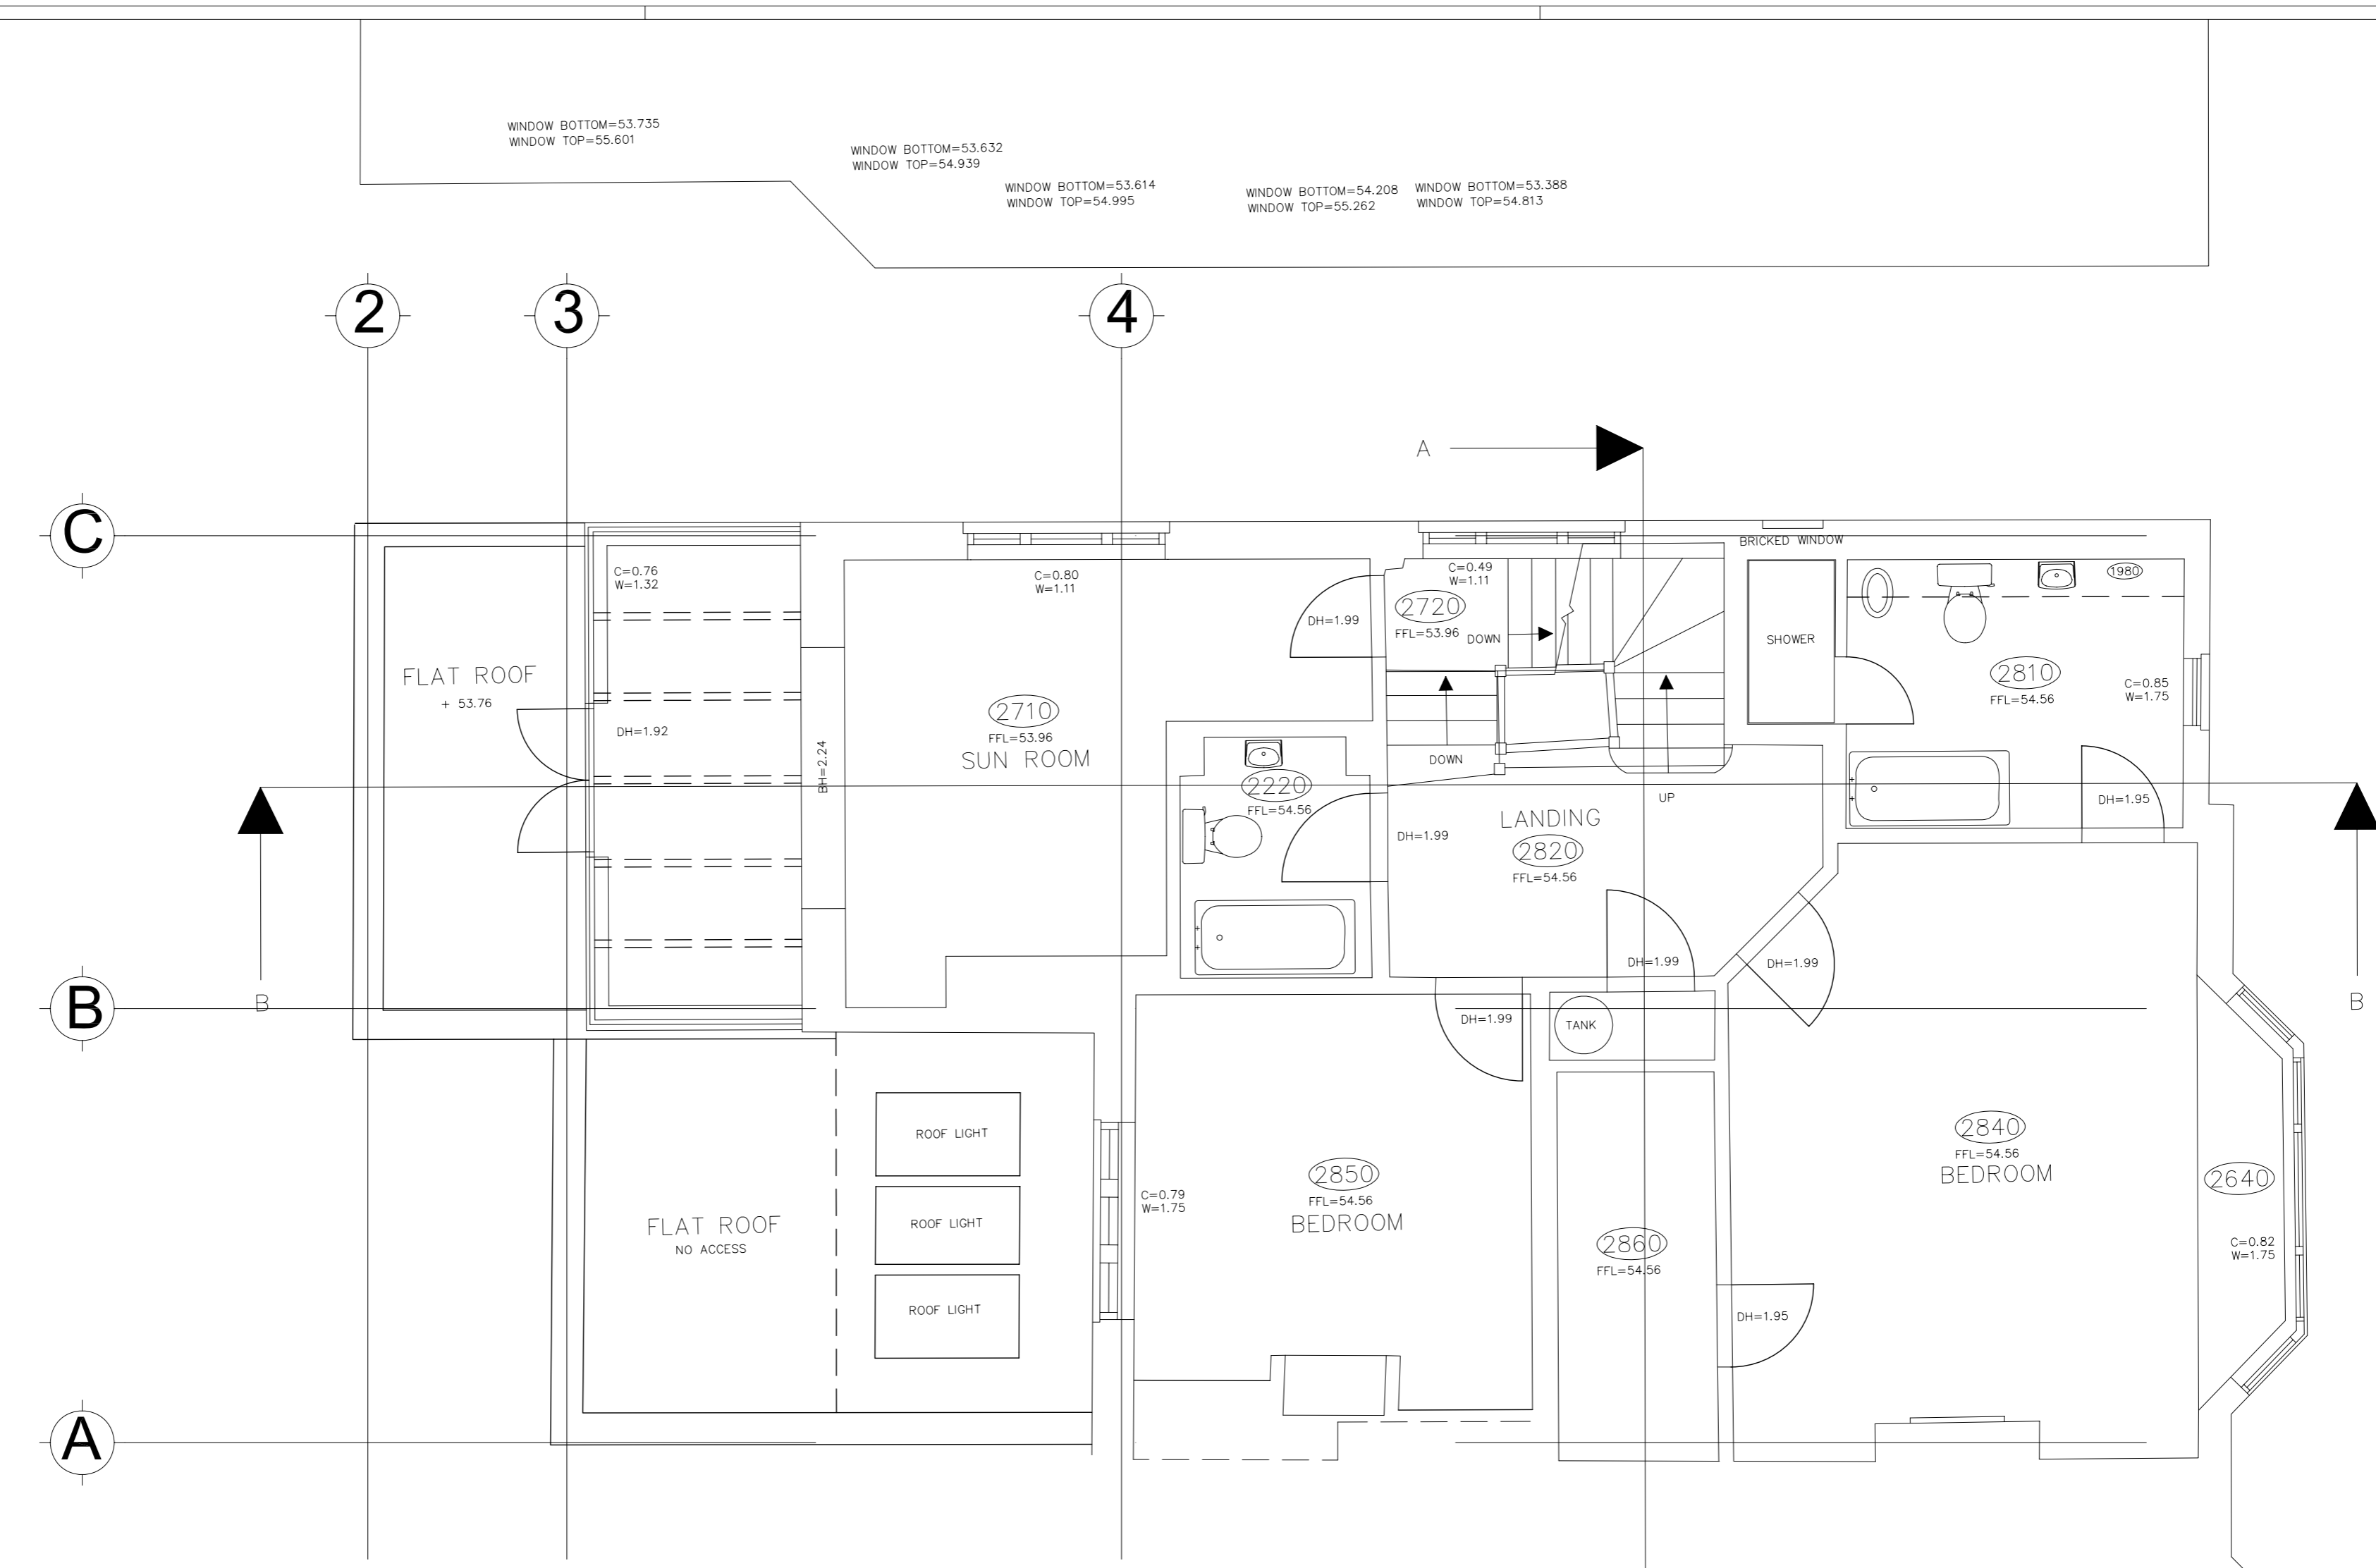 WINDOW BOTTOM=53.735
WINDOW TOP=55.601
WINDOW BOTTOM=53.632
WINDOW TOP=54.939
WINDOW BOTTOM=53.614
WINDOW TOP=54.995
WINDOW BOTTOM=54.208
WINDOW TOP=55.262
WINDOW BOTTOM=53.388
WINDOW TOP=54.813
2
3
4
A
C
BRICKED WINDOW
C=0.76
W=1.32
C=0.80
W=1.11
C=0.49
W=1.11
1980
2720
FFL=53.96
DOWN
DH=1.99
SHOWER
FLAT ROOF
+ 53.76
2810
FFL=54.56
C=0.85
W=1.75
2710
FFL=53.96
SUN ROOM
DH=1.92
BH=2.24
DOWN
2220
FFL=54.56
UP
DH=1.95
LANDING
2820
FFL=54.56
DH=1.99
DH=1.99
DH=1.99
B
B
B
DH=1.99
TANK
ROOF LIGHT
ROOF LIGHT
ROOF LIGHT
FLAT ROOF
NO ACCESS
C=0.79
W=1.75
2850
FFL=54.56
BEDROOM
2840
FFL=54.56
BEDROOM
2640
2860
FFL=54.56
C=0.82
W=1.75
DH=1.95
A